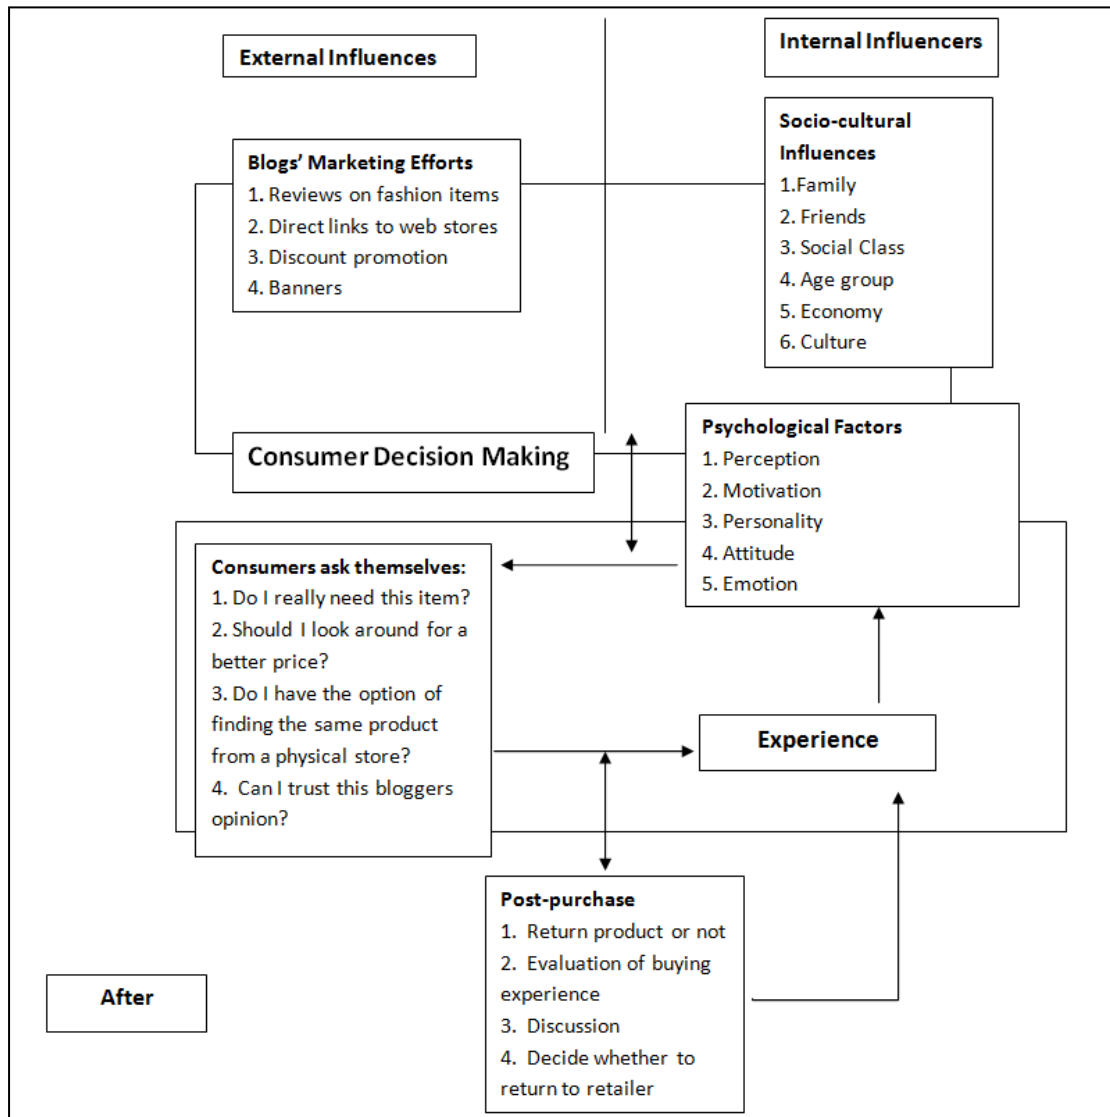 External Influences
Internal Influencers
Blogs' Marketing Efforts
1. Reviews on fashion items
2. Direct links to web stores
3. Discount promotion
4. Banners
Socio-cultural
Influences
1.Family
2. Friends
3. Social Class
4. Age group
5. Economy
6. Culture
Consumer Decision Making
Psychological Factors
1. Perception
2. Motivation
3. Personality
4. Attitude
5. Emotion
Consumers ask themselves:
1. Do I really need this item?
2. Should I look around for a
better price?
3. Do I have the option of
finding the same product
from a physical store?
4. Can I trust this bloggers
opinion?
Experience
Post-purchase
1. Return product or not
2. Evaluation of buying
experience
3. Discussion
4. Decide whether to
return to retailer
After